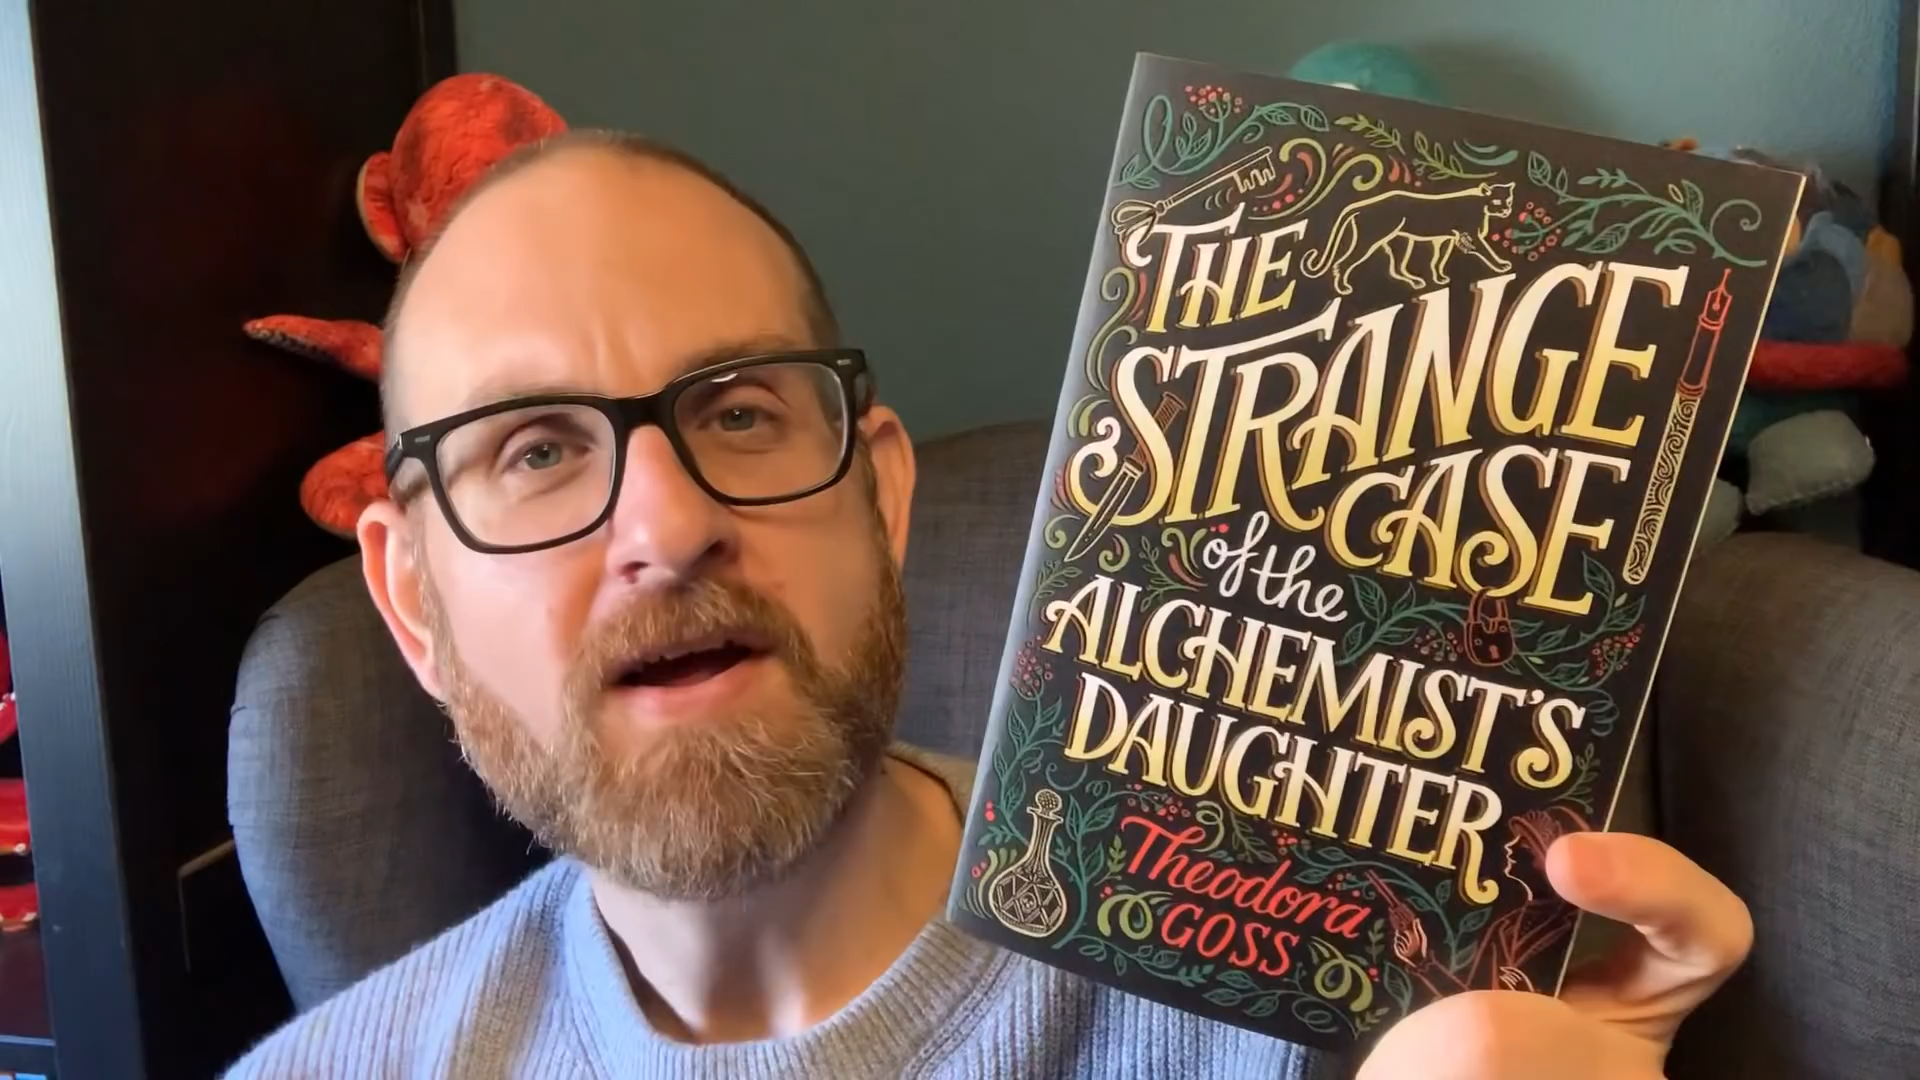 THE
STRANGE
CASE
of the
ALCHEMIST'S
DAUGHTER
Theodora
GOSS